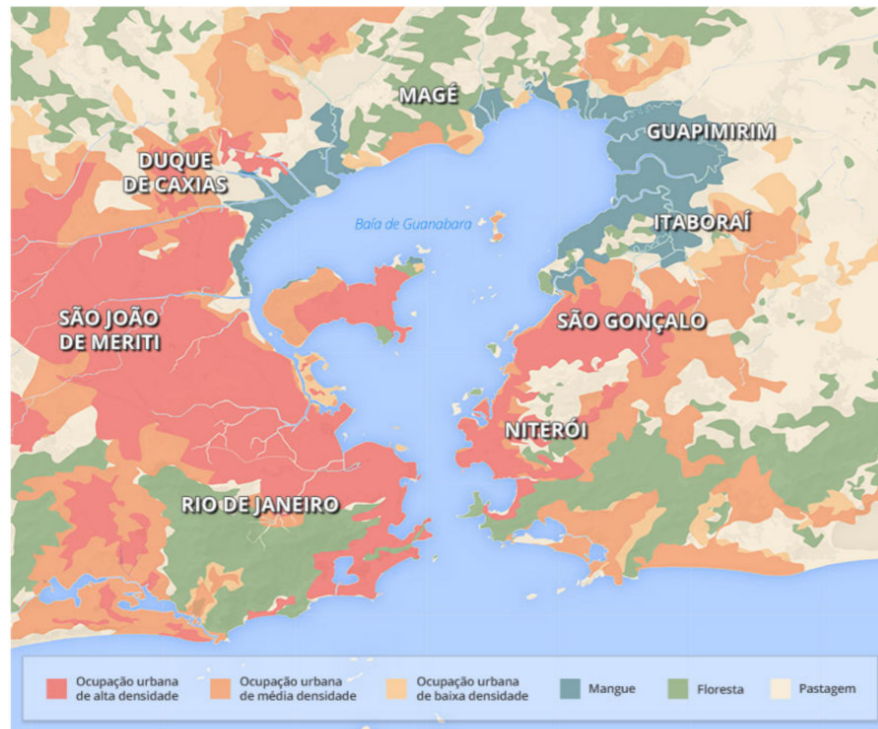 MAGÉ
GUAPIMIRIM
DUQUE
DE CAXIAS
Baía de Guanabara
ITABORAÍ
SÃO JOÃO
DE MERITI
SÃO GONÇALO
NITERÓI
RIO DE JANEIRO
Ocupação urbana
de alta densidade
Ocupação urbana
de média densidade
Ocupação urbana
de baixa densidade
Mangue
Floresta
Pastagem